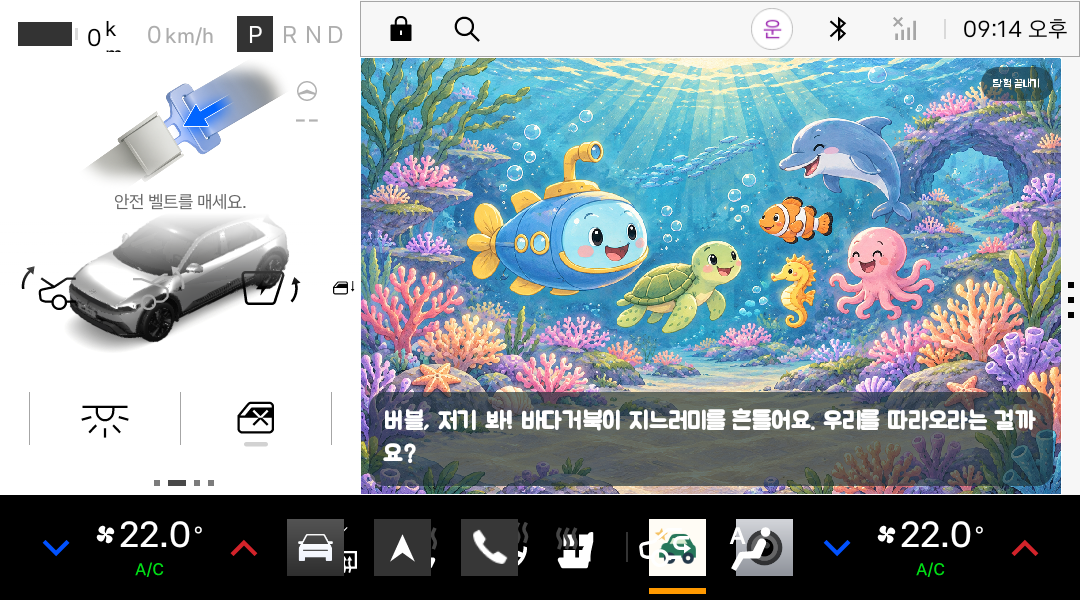 0 km
0 km/h
P R N D
운
09:14 오후
안전 벨트를 매세요.
탐험 끝내기
버블, 저기 봐! 바다거북이 지느러미를 흔들어요. 우리를 따라오라는 걸까
요?
22.0°
A/C
A
22.0°
A/C